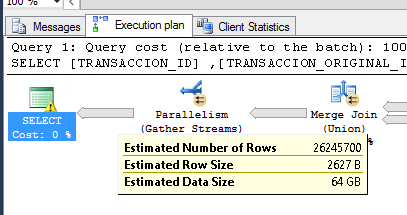 Messages Execution plan Client Statistics
Query 1: Query cost (relative to the batch): 100
SELECT [TRANSACCION_ID] ,[TRANSACCION_ORIGINAL_I
SELECT
Cost: 0 %
Parallelism
(Gather Streams)
Merge Join
(Union)
%
Estimated Number of Rows 26245700
Estimated Row Size 2627 B
Estimated Data Size 64 GB
100 %